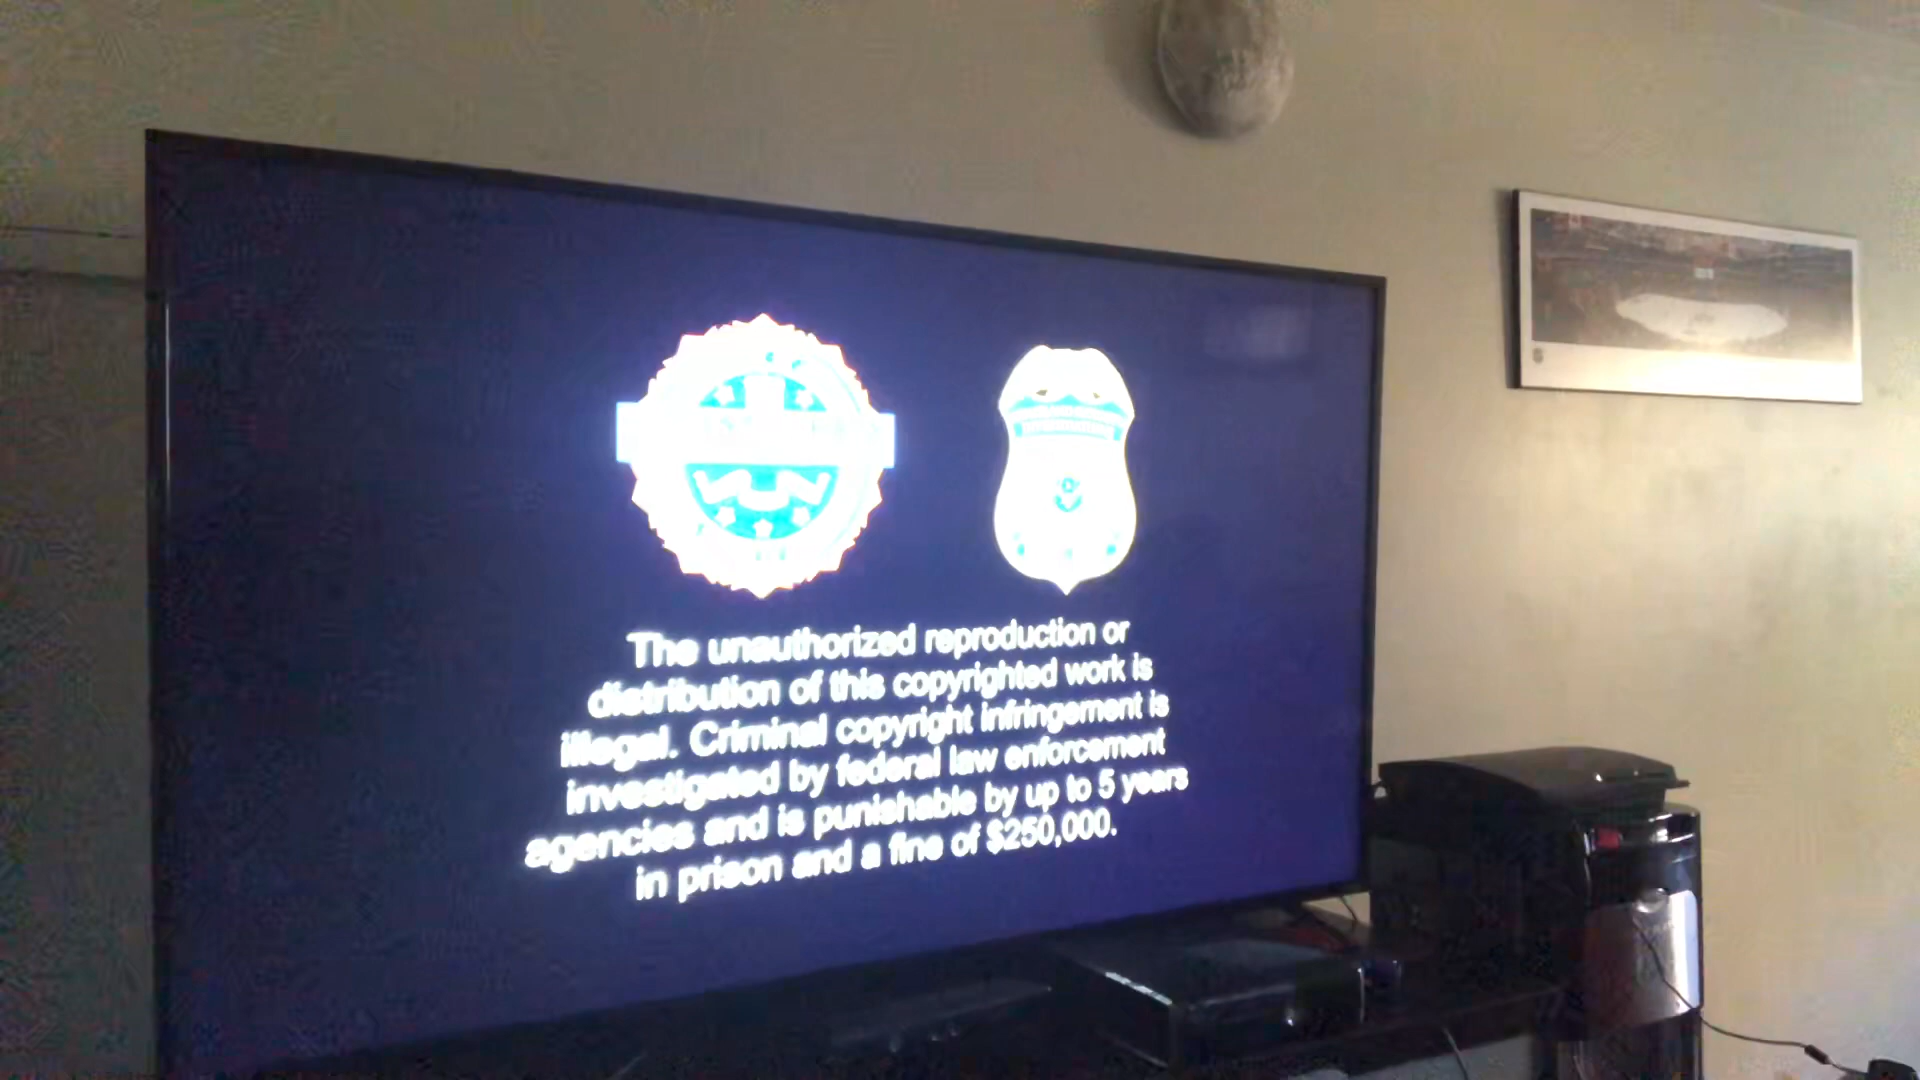 The unauthorized reproduction or
distribution of this copyrighted work is
illegal. Criminal copyright infringement is
investigated by federal law enforcement
agencies and is punishable by up to 5 years
in prison and a fine of $250,000.